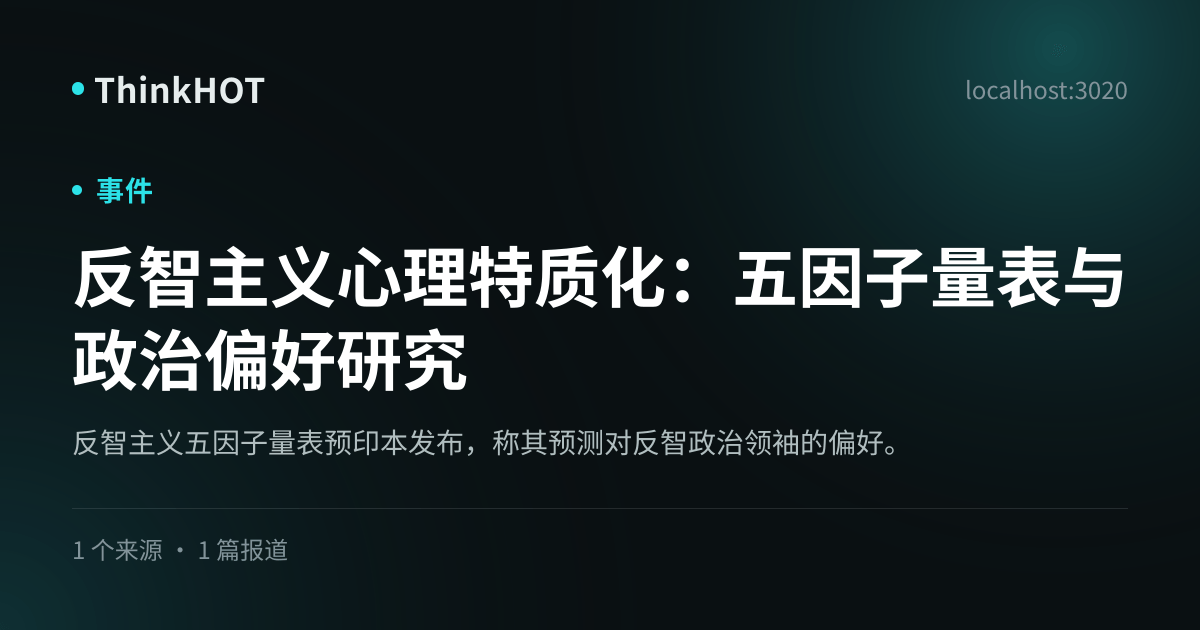 ThinkHOT
localhost:3020
事件
反智主义心理特质化：五因子量表与
政治偏好研究
反智主义五因子量表预印本发布，称其预测对反智政治领袖的偏好。
1 个来源 · 1 篇报道